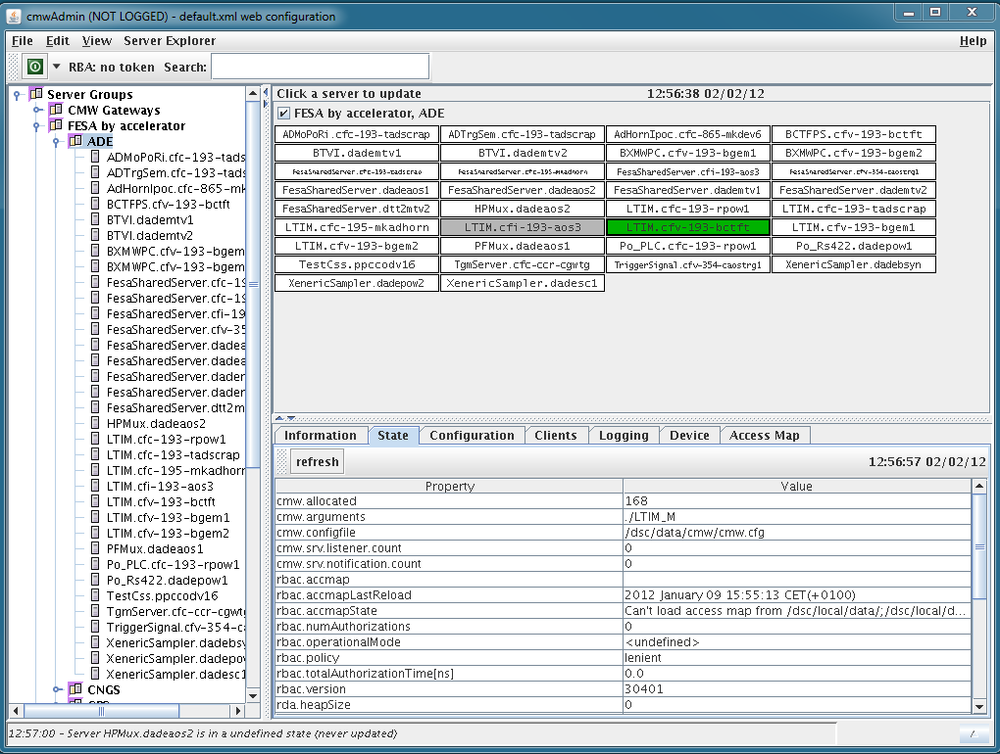 cmwAdmin (NOT LOGGED) - default.xml web configuration
File Edit View Server Explorer Help
RBA: no token Search:
Server Groups
CMW Gateways
FESA by accelerator
ADE
ADMoPoRi.cfc-193-tads
ADTrgSem.cfc-193-tads
AdHornIpoc.cfc-865-mk
BCTFPS.cfv-193-bctft
BTVI.dademtv1
BTVI.dademtv2
BXMWPC.cfv-193-bgem
BXMWPC.cfv-193-bgem
FesaSharedServer.cfc-19
FesaSharedServer.cfc-19
FesaSharedServer.cfi-19
FesaSharedServer.cfv-35
FesaSharedServer.dadea
FesaSharedServer.dadea
FesaSharedServer.dader
FesaSharedServer.dader
FesaSharedServer.dtt2m
HPMux.dadeaos2
LTIM.cfc-193-rpow1
LTIM.cfc-193-tadscrap
LTIM.cfc-195-mkadhorn
LTIM.cfi-193-aos3
LTIM.cfv-193-bctft
LTIM.cfv-193-bgem1
LTIM.cfv-193-bgem2
PFMux.dadeaos1
Po_PLC.cfc-193-rpow1
Po_Rs422.dadepow1
TestCss.ppccodv16
TgmServer.cfc-ccr-cgwtg
TriggerSignal.cfv-354-ca
XenericSampler.dadebsy
XenericSampler.dadepov
XenericSampler.dadesc1
CNGS
Click a server to update 12:56:38 02/02/12
FESA by accelerator, ADE
ADMoPoRi.cfc-193-tadscrap ADTrgSem.cfc-193-tadscrap AdHornIpoc.cfc-865-mkdev6 BCTFPS.cfv-193-bctft
BTVI.dademtv1 BTVI.dademtv2 BXMWPC.cfv-193-bgem1 BXMWPC.cfv-193-bgem2
FesaSharedServer.cfc-193-tadscrap FesaSharedServer.cfc-195-mkadhorn FesaSharedServer.cfi-193-aos3 FesaSharedServer.cfv-354-caostrg1
FesaSharedServer.dadeaos1 FesaSharedServer.dadeaos2 FesaSharedServer.dademtv1 FesaSharedServer.dademtv2
FesaSharedServer.dtt2mtv2 HPMux.dadeaos2 LTIM.cfc-193-rpow1 LTIM.cfc-193-tadscrap
LTIM.cfc-195-mkadhorn LTIM.cfi-193-aos3 LTIM.cfv-193-bctft LTIM.cfv-193-bgem1
LTIM.cfv-193-bgem2 PFMux.dadeaos1 Po_PLC.cfc-193-rpow1 Po_Rs422.dadepow1
TestCss.ppccodv16 TgmServer.cfc-ccr-cgwtg TriggerSignal.cfv-354-caostrg1 XenericSampler.dadebsyn
XenericSampler.dadepow2 XenericSampler.dadesc1
Information State Configuration Clients Logging Device Access Map
refresh 12:56:57 02/02/12
Property Value
cmw.allocated 168
cmw.arguments ./LTIM_M
cmw.configfile /dsc/data/cmw/cmw.cfg
cmw.srv.listener.count 0
cmw.srv.notification.count 0
rbac.accmap
rbac.accmapLastReload 2012 January 09 15:55:13 CET(+0100)
rbac.accmapState Can't load access map from /dsc/local/data/;/dsc/local/d...
rbac.numAuthorizations 0
rbac.operationalMode <undefined>
rbac.policy lenient
rbac.totalAuthorizationTime[ns] 0.0
rbac.version 30401
rda.heapSize 0
12:57:00 - Server HPMux.dadeaos2 is in a undefined state (never updated)